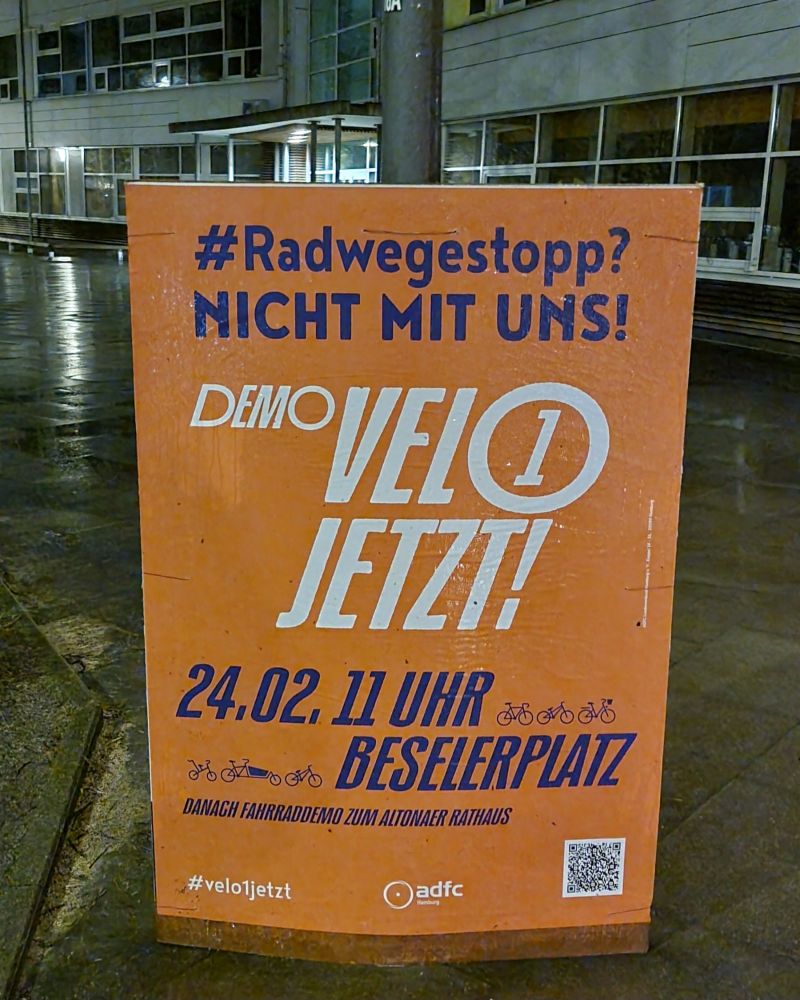 #Radwegestopp?
NICHT MIT UNS!
DEMO VELO1
JETZT!
24.02. 11 UHR
BESELERPLATZ
DANACH FAHRRADDEMO ZUM ALTONAER RATHAUS
#velo1jetzt
adfc
Hamburg